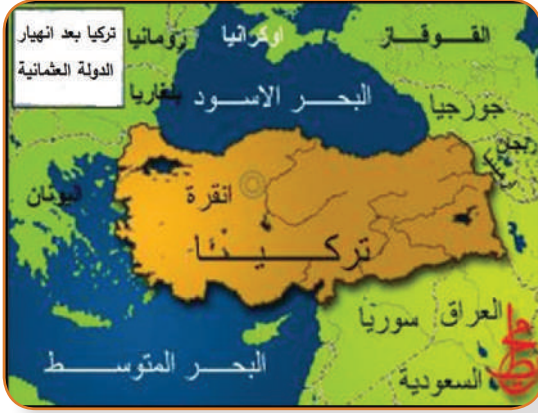 تركيا بعد انهيار
الدولة العثمانية
رومانيا
اوكرانيا
القوقاز
بلغاريا
البحر الاسود
جورجيا
اليونان
انقرة
تركيا
العراق
سوريا
البحر المتوسط
السعودية